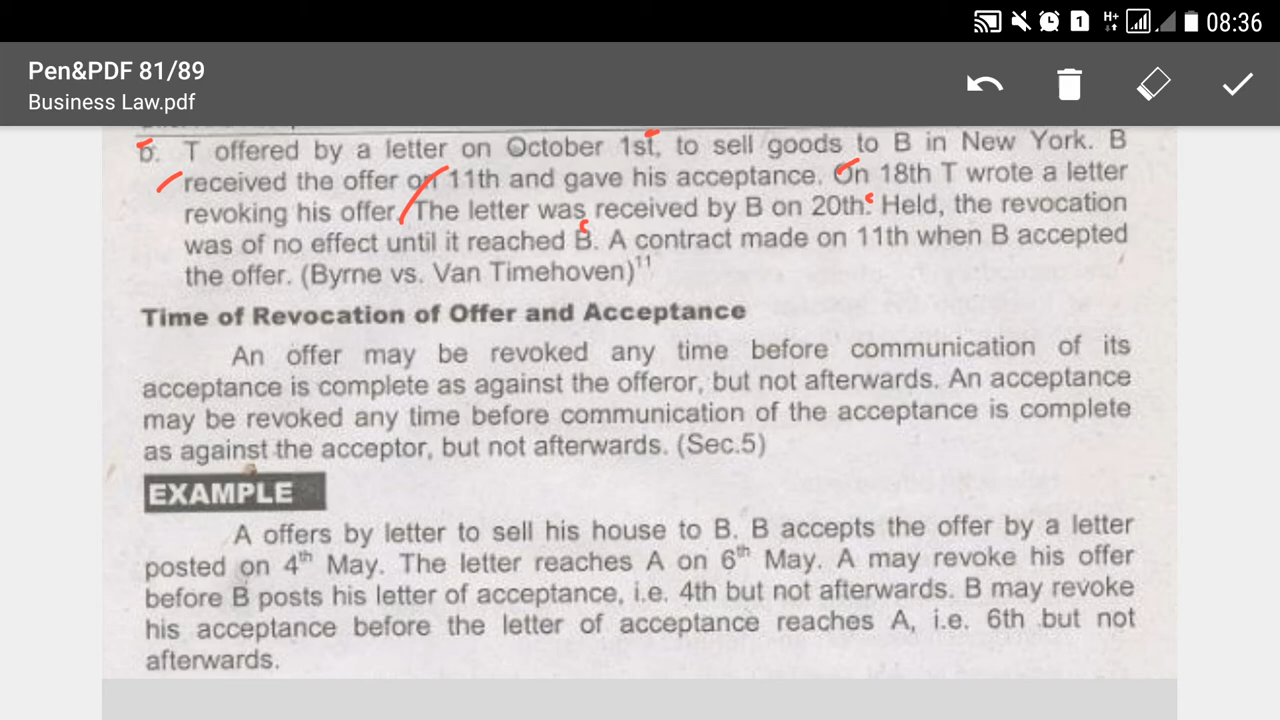 08:36
Pen&PDF 81/89
Business Law.pdf
b. T offered by a letter on October 1st, to sell goods to B in New York. B
received the offer on 11th and gave his acceptance. On 18th T wrote a letter
revoking his offer. The letter was received by B on 20th. Held, the revocation
was of no effect until it reached B. A contract made on 11th when B accepted
the offer. (Byrne vs. Van Timehoven)11
Time of Revocation of Offer and Acceptance
An offer may be revoked any time before communication of its
acceptance is complete as against the offeror, but not afterwards. An acceptance
may be revoked any time before communication of the acceptance is complete
as against the acceptor, but not afterwards. (Sec.5)
EXAMPLE
A offers by letter to sell his house to B. B accepts the offer by a letter
posted on 4th May. The letter reaches A on 6th May. A may revoke his offer
before B posts his letter of acceptance, i.e. 4th but not afterwards. B may revoke
his acceptance before the letter of acceptance reaches A, i.e. 6th but not
afterwards.